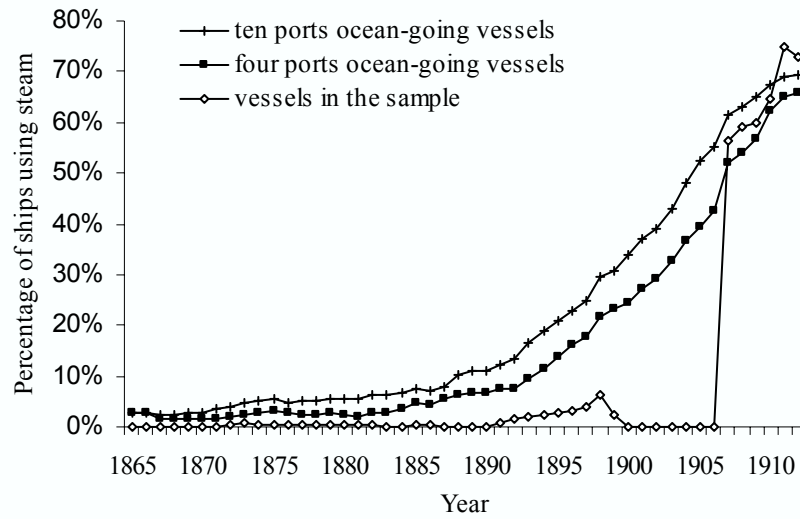 80%
70%
60%
50%
40%
30%
20%
10%
0%
Percentage of ships using steam
ten ports ocean-going vessels
four ports ocean-going vessels
vessels in the sample
1865 1870 1875 1880 1885 1890 1895 1900 1905 1910
Year